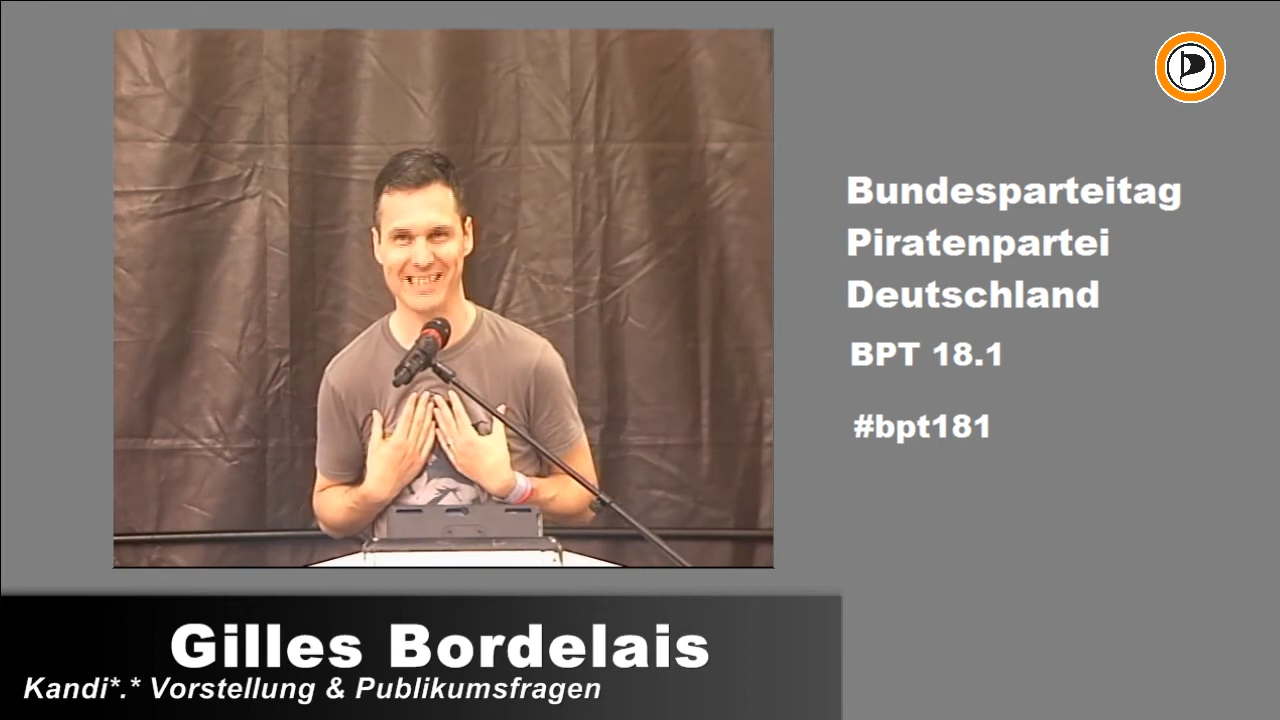 Bundesparteitag
Piratenpartei
Deutschland
BPT 18.1
#bpt181
Gilles Bordelais
Kandi*.* Vorstellung & Publikumsfragen